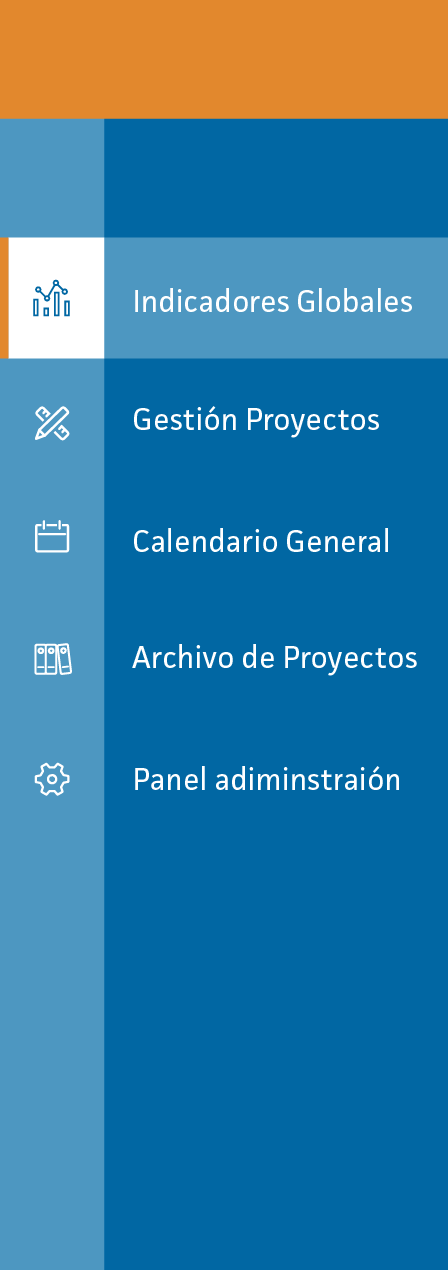 Indicadores Globales
Gestión Proyectos
Calendario General
Archivo de Proyectos
Panel adiminstraión